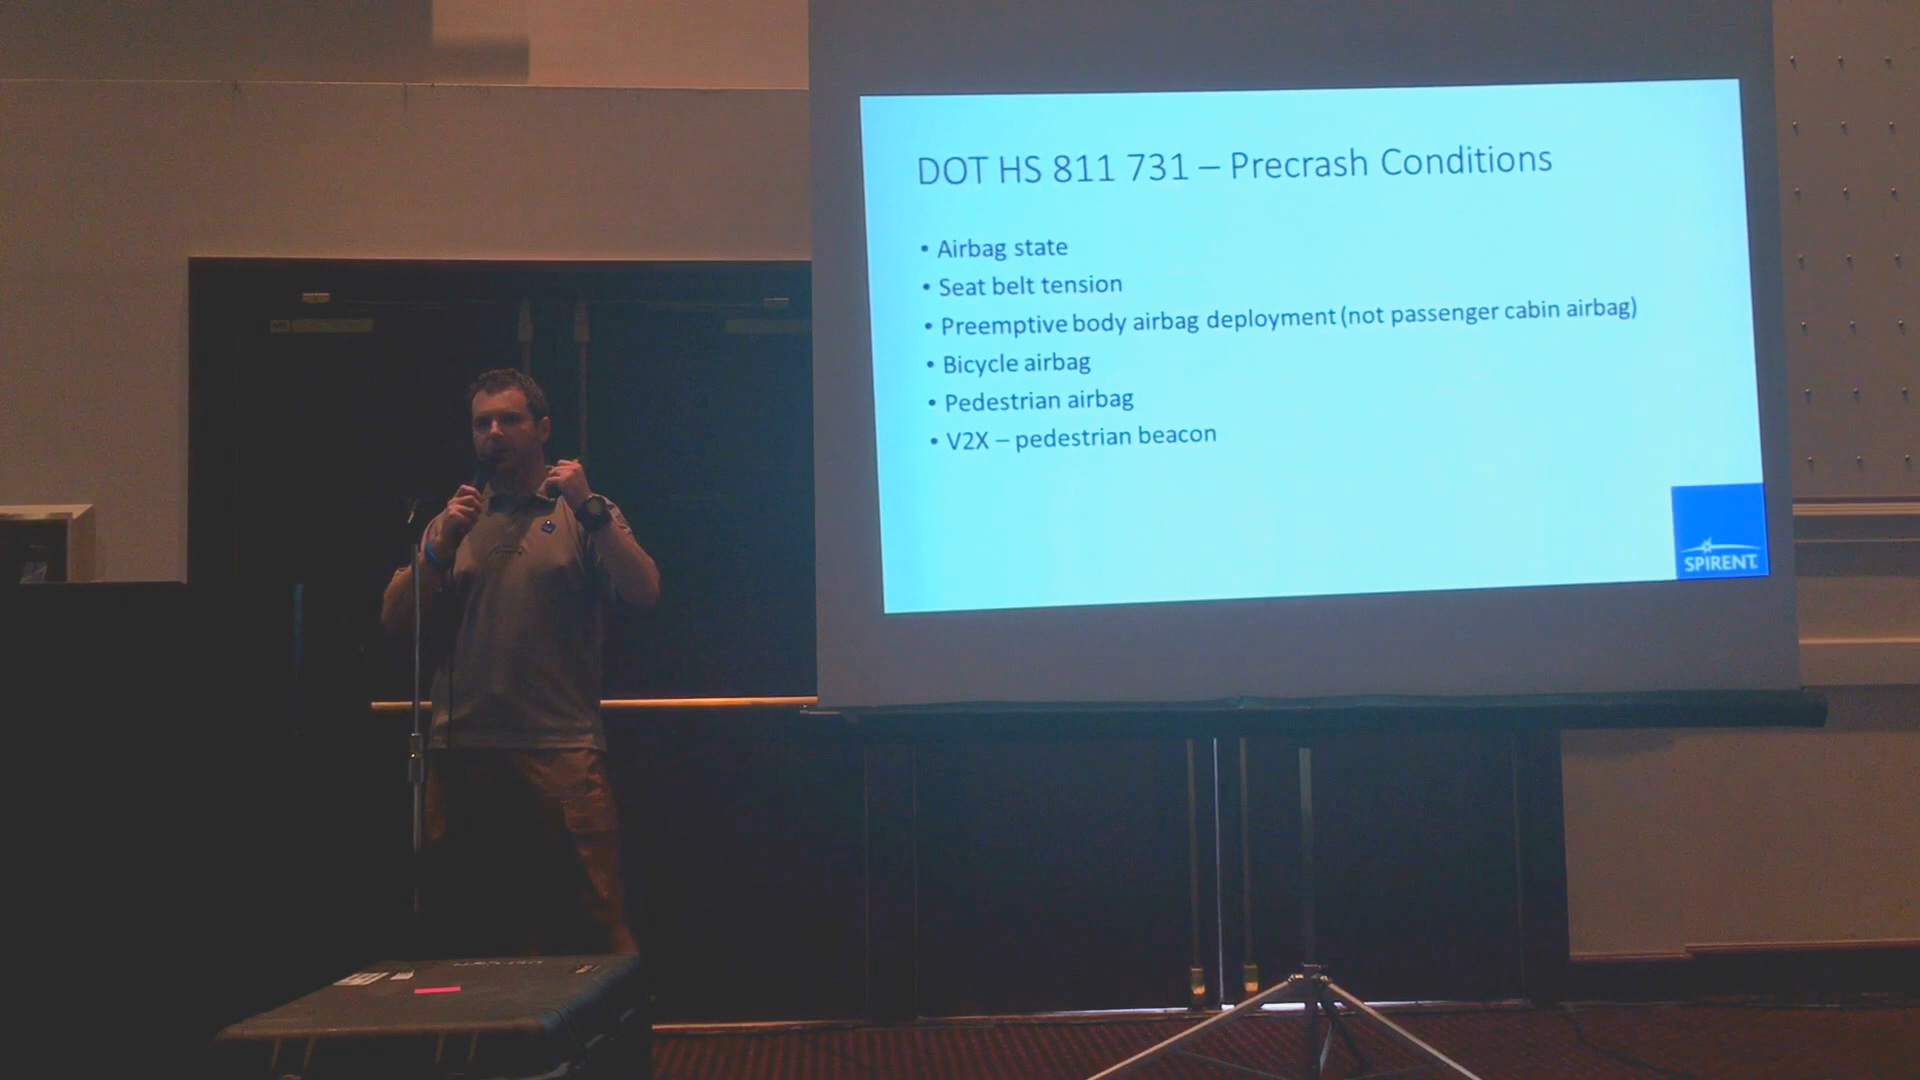 DOT HS 811 731 – Precrash Conditions
• Airbag state
• Seat belt tension
• Preemptive body airbag deployment (not passenger cabin airbag)
• Bicycle airbag
• Pedestrian airbag
• V2X – pedestrian beacon
SPIRENT